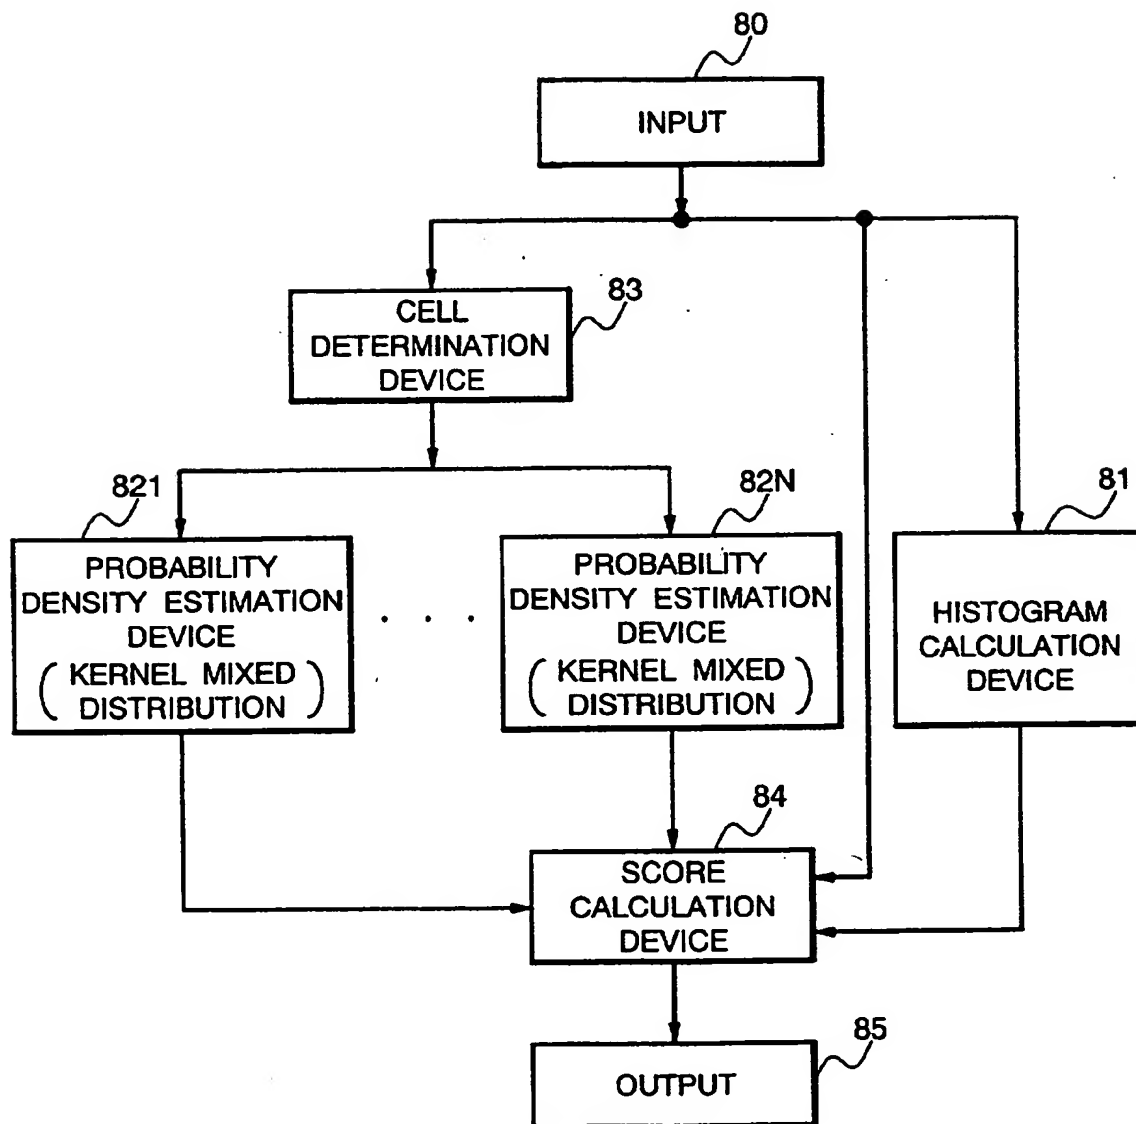 80
INPUT
83
CELL
DETERMINATION
DEVICE
821
PROBABILITY
DENSITY ESTIMATION
DEVICE
( KERNEL MIXED
DISTRIBUTION )
. . .
82N
PROBABILITY
DENSITY ESTIMATION
DEVICE
( KERNEL MIXED
DISTRIBUTION )
81
HISTOGRAM
CALCULATION
DEVICE
84
SCORE
CALCULATION
DEVICE
85
OUTPUT